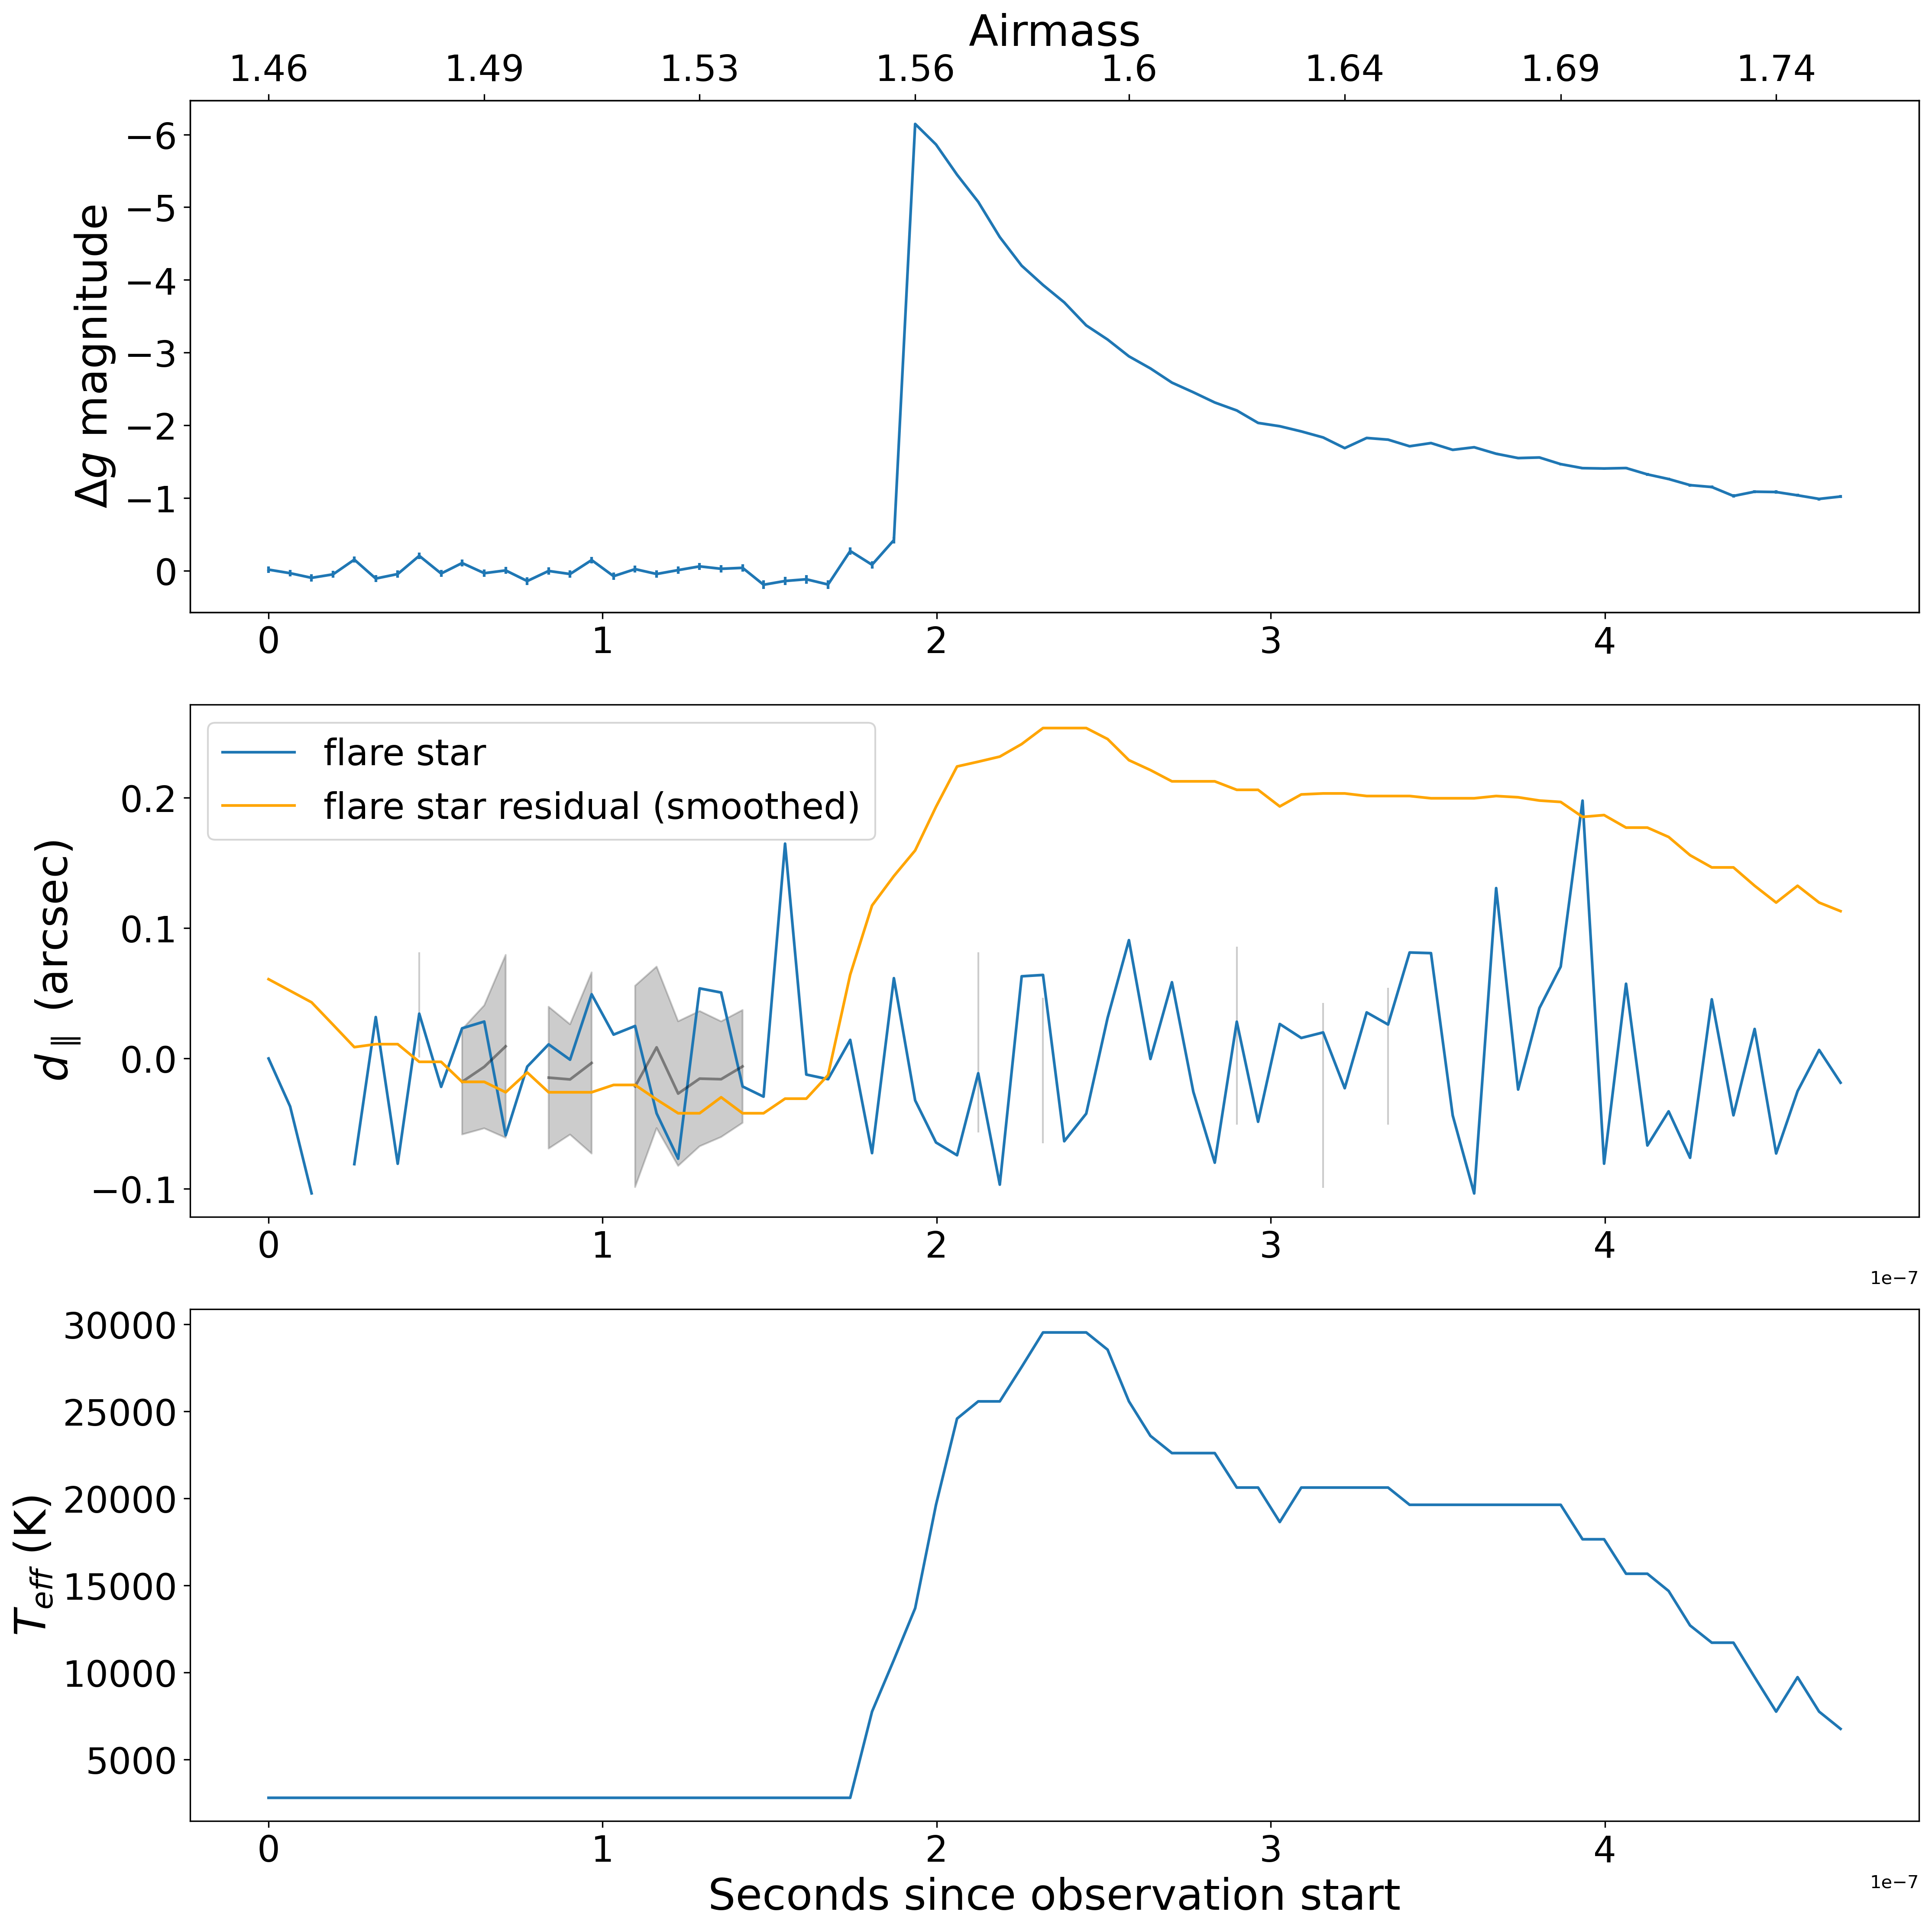 Airmass
1.46 1.49 1.53 1.56 1.6 1.64 1.69 1.74
Δg magnitude
−6
−5
−4
−3
−2
−1
0
0 1 2 3 4
flare star
flare star residual (smoothed)
d∥ (arcsec)
0.2
0.1
0.0
−0.1
0 1 2 3 4
1e−7
T_eff (K)
30000
25000
20000
15000
10000
5000
0 1 2 3 4
1e−7
Seconds since observation start